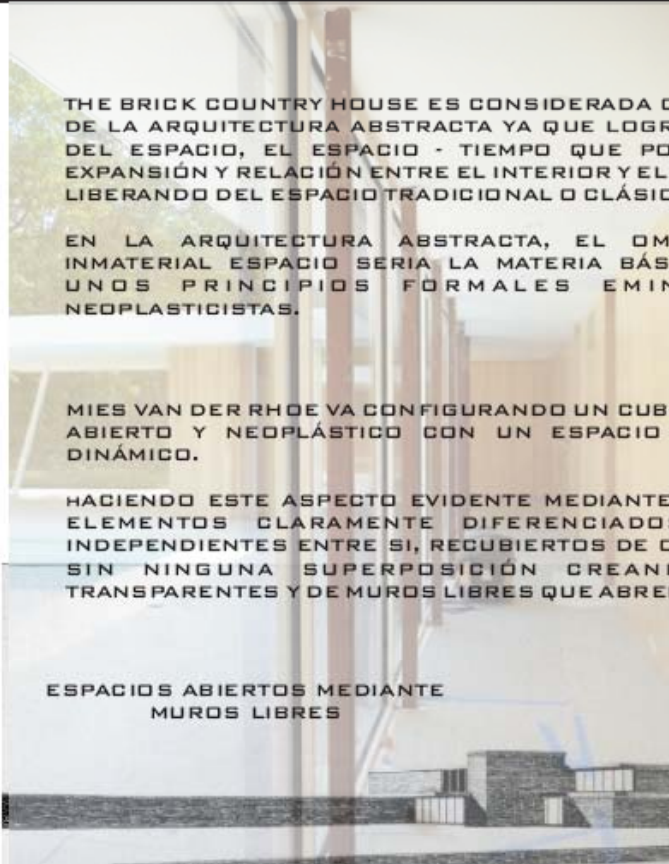 THE BRICK COUNTRY HOUSE ES CONSIDERADA
DE LA ARQUITECTURA ABSTRACTA YA QUE LOGR
DEL ESPACIO, EL ESPACIO - TIEMPO QUE PO
EXPANSIÓN Y RELACIÓN ENTRE EL INTERIOR Y EL
LIBERANDO DEL ESPACIO TRADICIONAL O CLÁSIC
EN LA ARQUITECTURA ABSTRACTA, EL OM
INMATERIAL ESPACIO SERIA LA MATERIA BÁS
UNOS PRINCIPIOS FORMALES EMIN
NEOPLASTICISTAS.
MIES VAN DER RHOE VA CONFIGURANDO UN CUB
ABIERTO Y NEOPLÁSTICO CON UN ESPACIO
DINÁMICO.
HACIENDO ESTE ASPECTO EVIDENTE MEDIANTE
ELEMENTOS CLARAMENTE DIFERENCIADOS
INDEPENDIENTES ENTRE SI, RECUBIERTOS DE
SIN NINGUNA SUPERPOSICIÓN CREAN
TRANSPARENTES Y DE MUROS LIBRES QUE ABRE
ESPACIOS ABIERTOS MEDIANTE
MUROS LIBRES